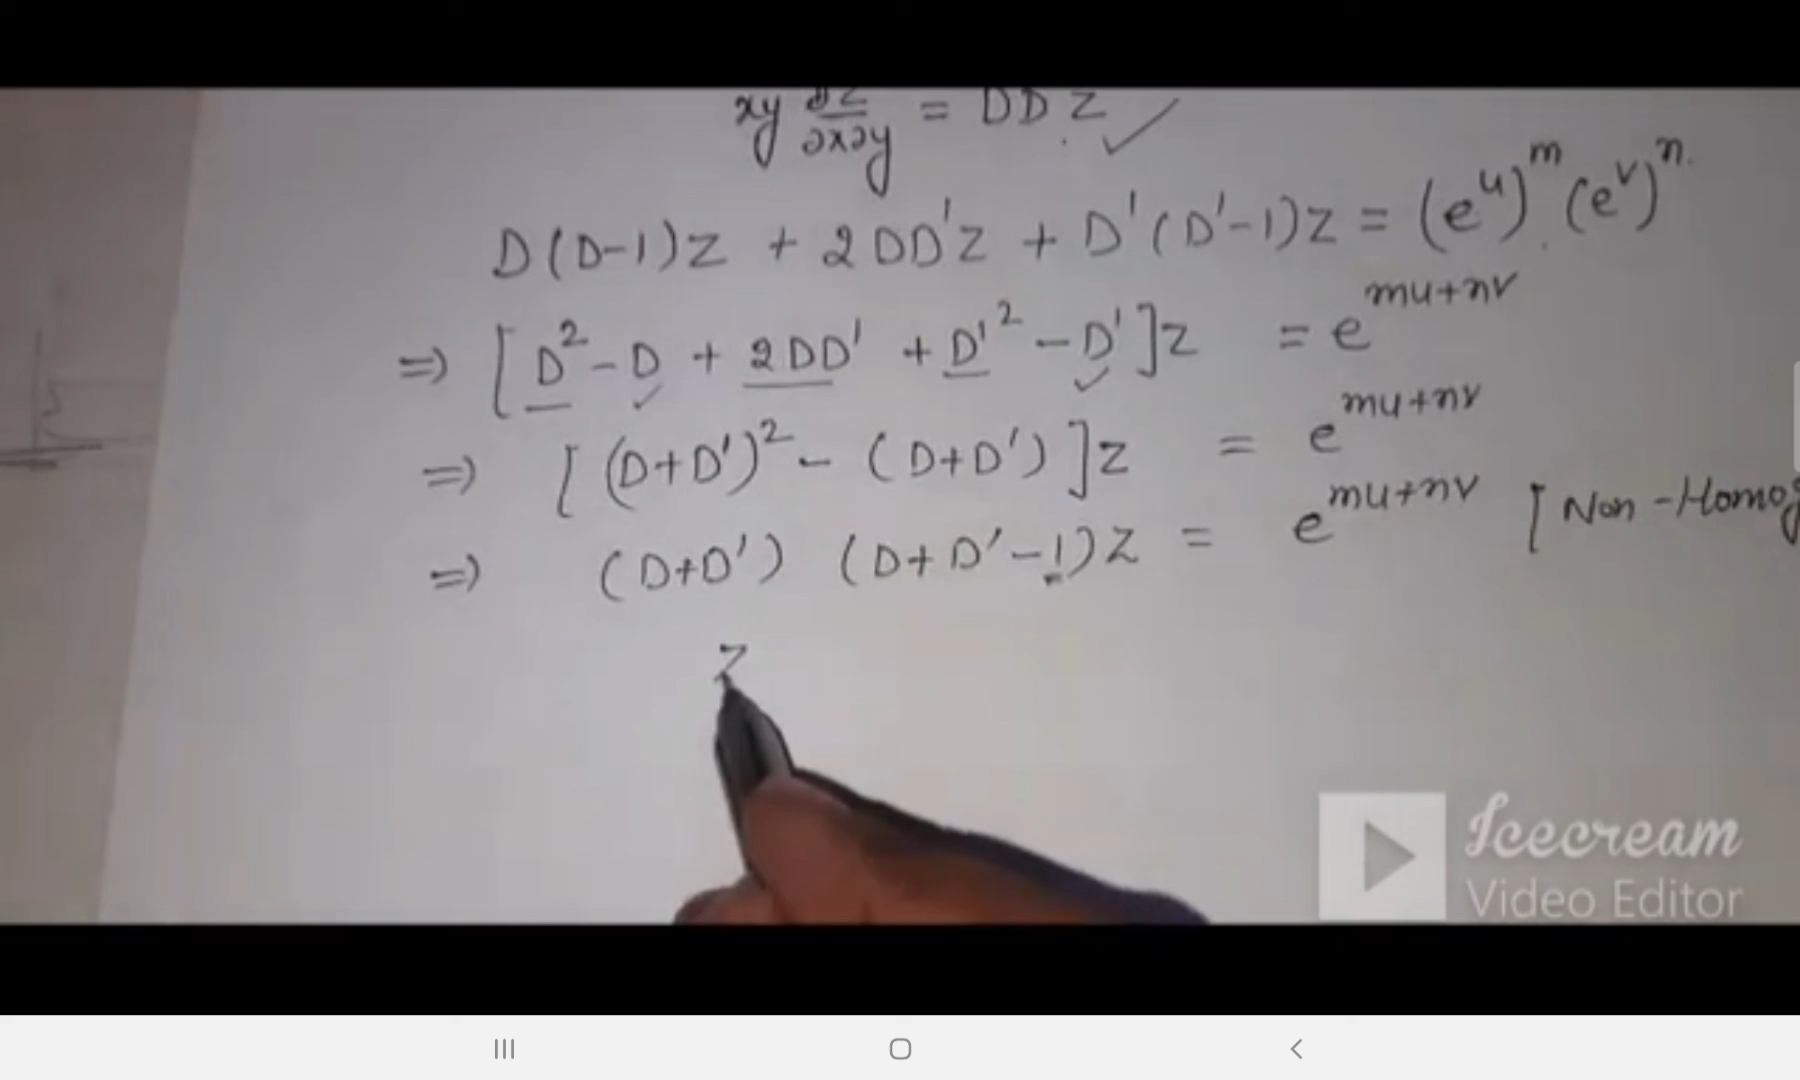 xy ∂²z/∂x∂y = DD'z ✓
D(D-1)z + 2DD'z + D'(D'-1)z = (e^u)^m . (e^v)^n.
⇒ [D² - D + 2DD' + D'² - D']z = e^{mu+nv}
⇒ [(D+D')² - (D+D')]z = e^{mu+nv}
⇒ (D+D') (D+D'-1)z = e^{mu+nv} [Non-Homog
z
Icecream
Video Editor